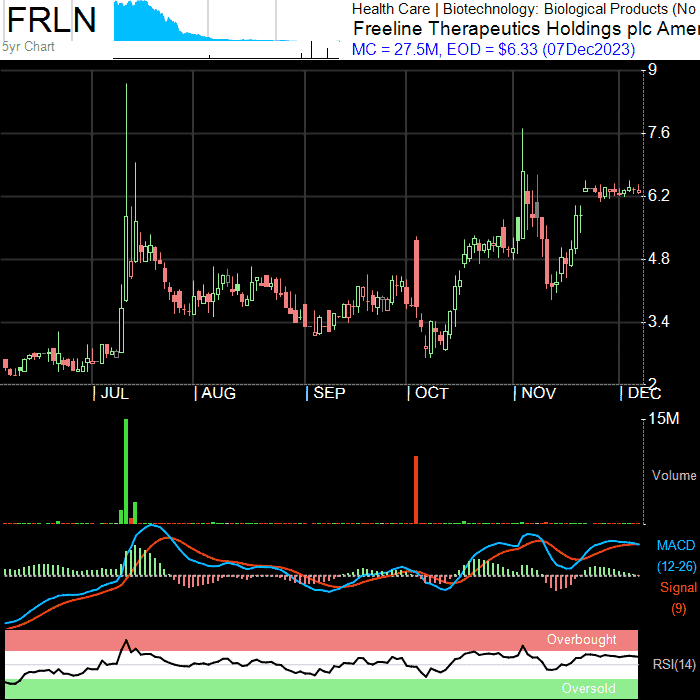 FRLN
5yr Chart
Health Care | Biotechnology: Biological Products (No
Freeline Therapeutics Holdings plc Amer
MC = 27.5M, EOD = $6.33 (07Dec2023)
9
7.6
6.2
4.8
3.4
2
| JUL | AUG | SEP | OCT | NOV | DEC
15M
Volume
MACD
(12-26)
Signal
(9)
Overbought
RSI(14)
Oversold